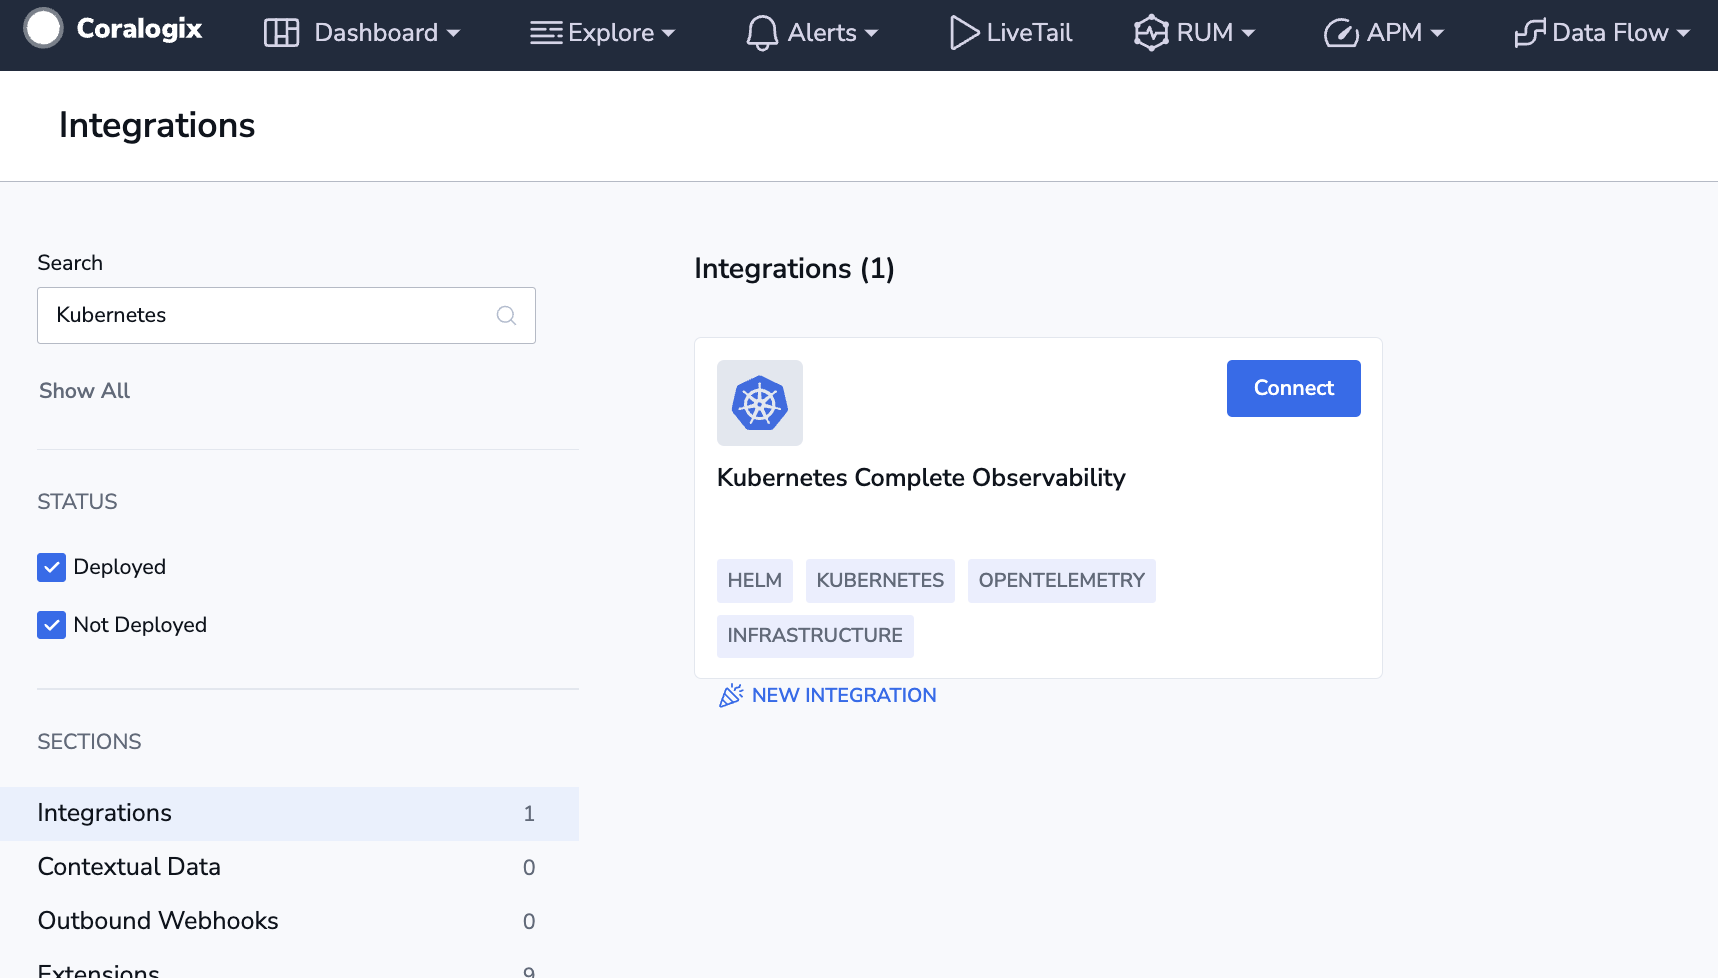 Coralogix Dashboard Explore Alerts LiveTail RUM APM Data Flow
Integrations
Search
Kubernetes
Show All
STATUS
Deployed
Not Deployed
SECTIONS
Integrations 1
Contextual Data 0
Outbound Webhooks 0
Extensions 9
Integrations (1)
Connect
Kubernetes Complete Observability
HELM KUBERNETES OPENTELEMETRY
INFRASTRUCTURE
NEW INTEGRATION